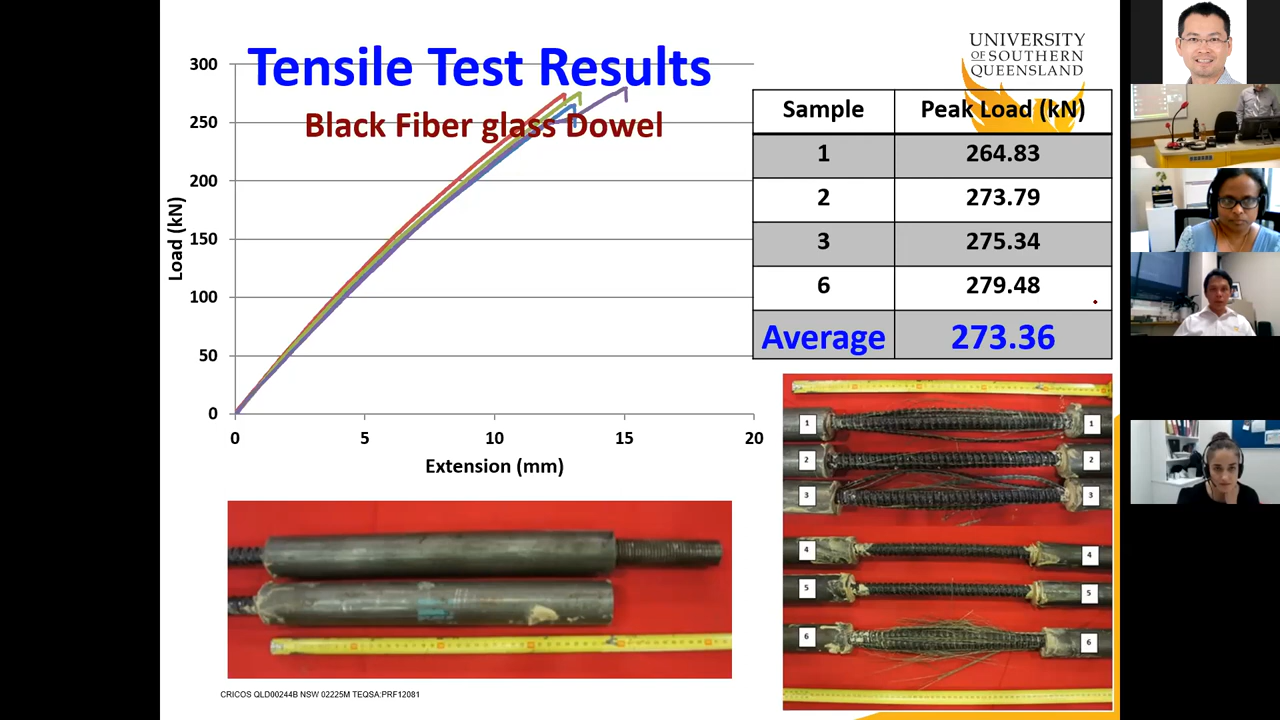 Tensile Test Results
Black Fiber glass Dowel
UNIVERSITY
OF SOUTHERN
QUEENSLAND
300
250
200
150
100
50
0
Load (kN)
0 5 10 15 20
Extension (mm)
Sample Peak Load (kN)
1 264.83
2 273.79
3 275.34
6 279.48
Average 273.36
1 1
2 2
3 3
4 4
5 5
6 6
CRICOS QLD00244B NSW 02225M TEQSA:PRF12081